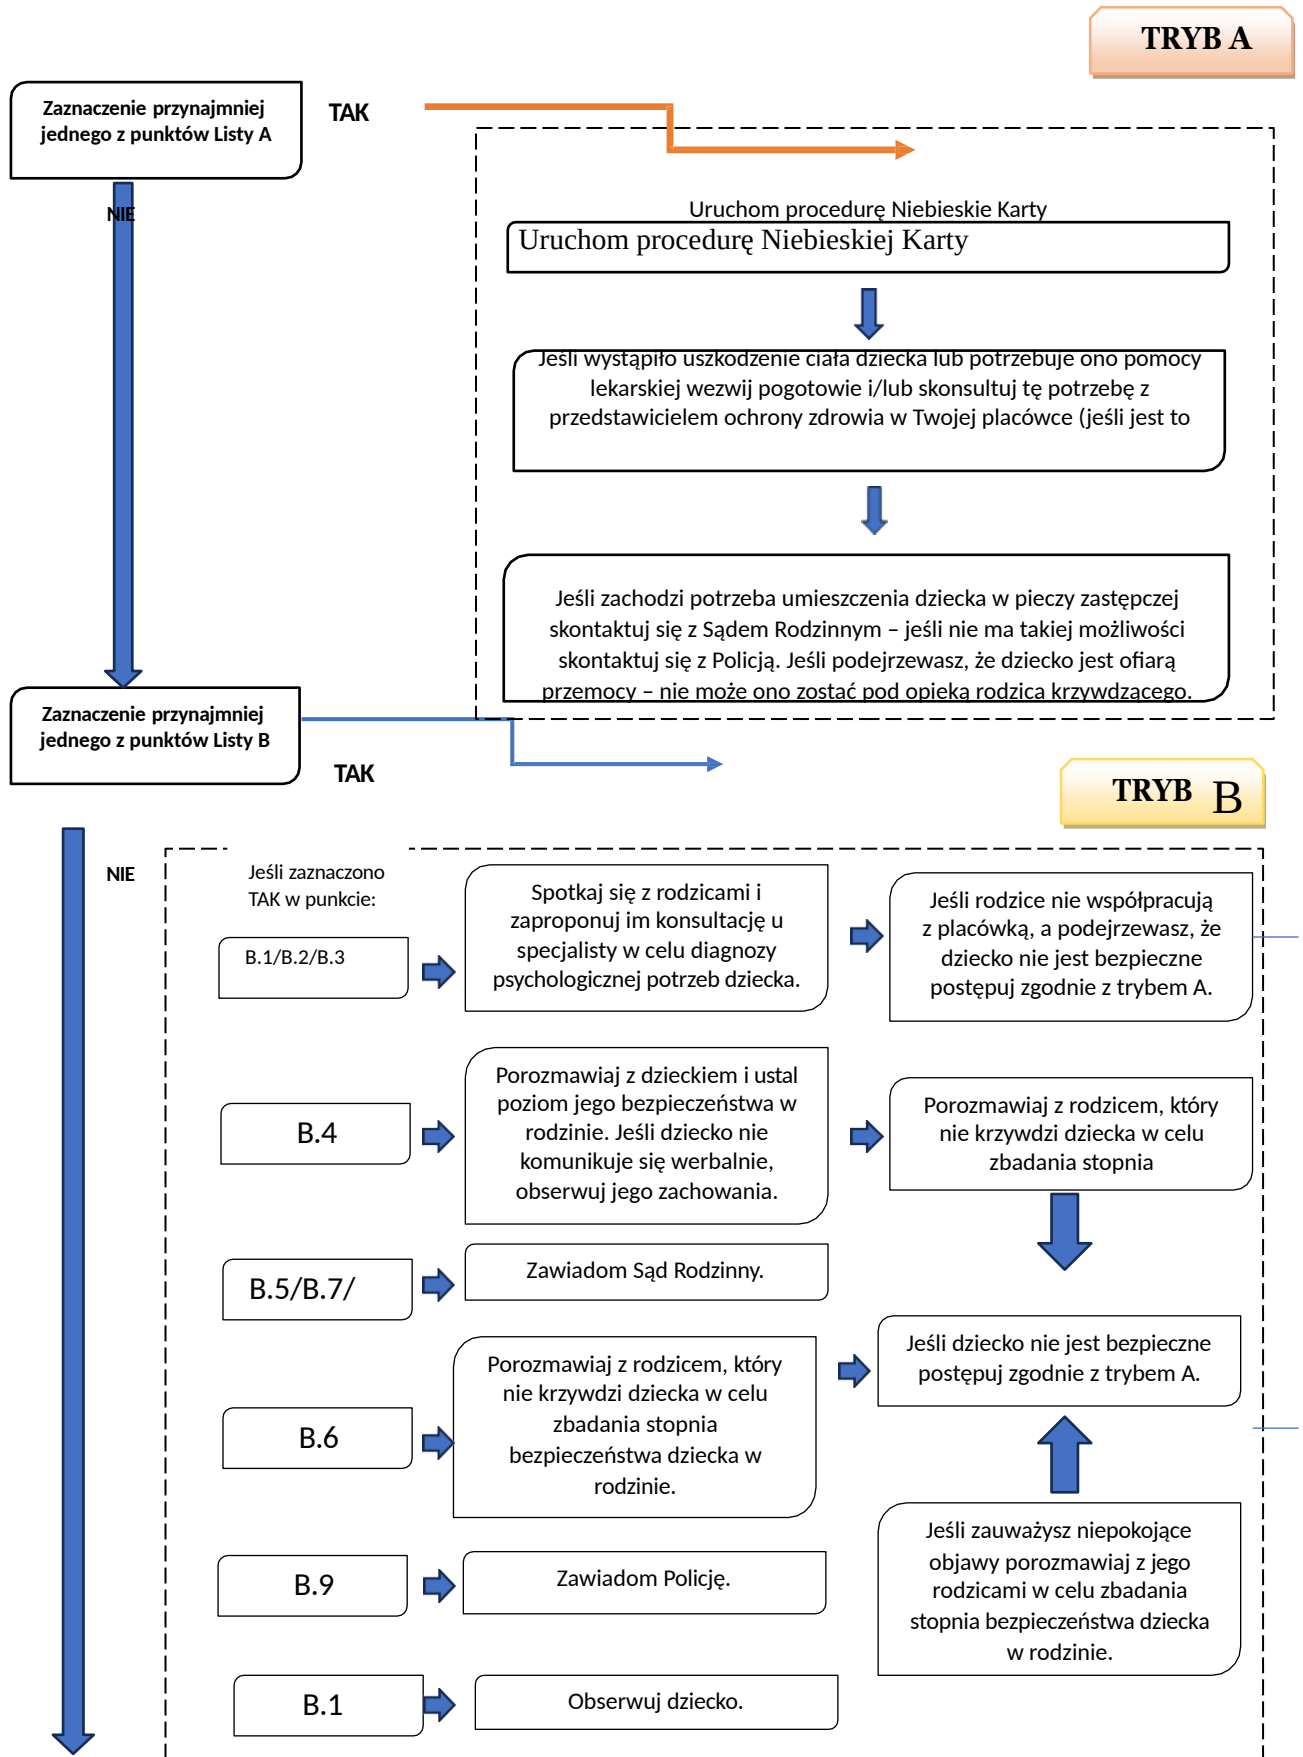 TRYB A
Zaznaczenie przynajmniej
jednego z punktów Listy A
TAK
NIE
Uruchom procedurę Niebieskie Karty
Uruchom procedurę Niebieskiej Karty
Jeśli wystąpiło uszkodzenie ciała dziecka lub potrzebuje ono pomocy
lekarskiej wezwij pogotowie i/lub skonsultuj tę potrzebę z
przedstawicielem ochrony zdrowia w Twojej placówce (jeśli jest to
Jeśli zachodzi potrzeba umieszczenia dziecka w pieczy zastępczej
skontaktuj się z Sądem Rodzinnym – jeśli nie ma takiej możliwości
skontaktuj się z Policją. Jeśli podejrzewasz, że dziecko jest ofiarą
przemocy – nie może ono zostać pod opieką rodzica krzywdzącego.
Zaznaczenie przynajmniej
jednego z punktów Listy B
TAK
TRYB B
NIE
Jeśli zaznaczono
TAK w punkcie:
B.1/B.2/B.3
Spotkaj się z rodzicami i
zaproponuj im konsultację u
specjalisty w celu diagnozy
psychologicznej potrzeb dziecka.
Jeśli rodzice nie współpracują
z placówką, a podejrzewasz, że
dziecko nie jest bezpieczne
postępuj zgodnie z trybem A.
B.4
Porozmawiaj z dzieckiem i ustal
poziom jego bezpieczeństwa w
rodzinie. Jeśli dziecko nie
komunikuje się werbalnie,
obserwuj jego zachowania.
Porozmawiaj z rodzicem, który
nie krzywdzi dziecka w celu
zbadania stopnia
B.5/B.7/
Zawiadom Sąd Rodzinny.
Jeśli dziecko nie jest bezpieczne
postępuj zgodnie z trybem A.
B.6
Porozmawiaj z rodzicem, który
nie krzywdzi dziecka w celu
zbadania stopnia
bezpieczeństwa dziecka w
rodzinie.
Jeśli zauważysz niepokojące
objawy porozmawiaj z jego
rodzicami w celu zbadania
stopnia bezpieczeństwa dziecka
w rodzinie.
B.9
Zawiadom Policję.
B.1
Obserwuj dziecko.